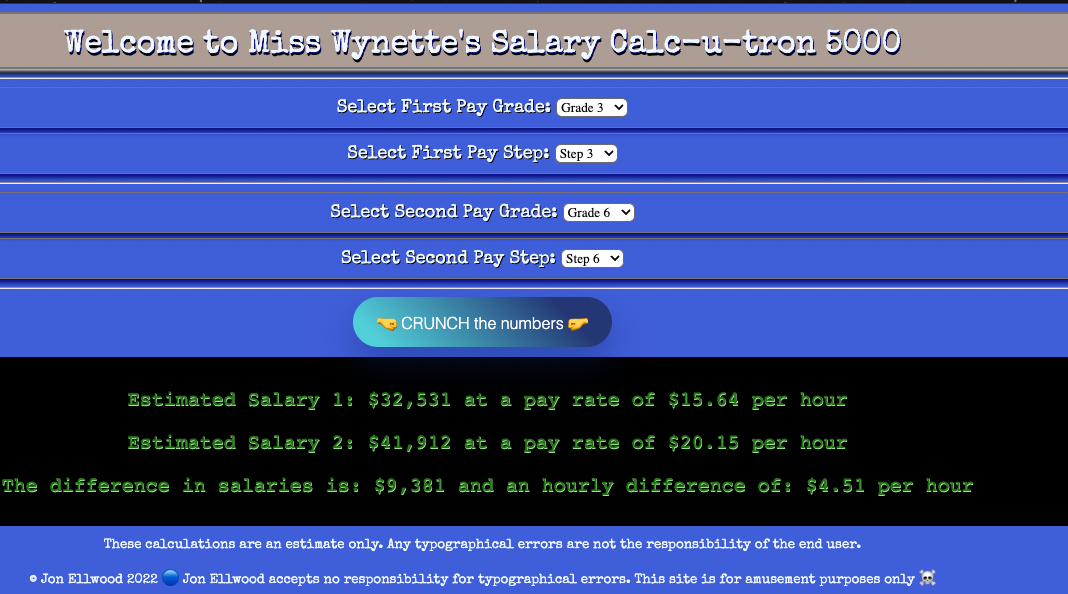 Welcome to Miss Wynette's Salary Calc-u-tron 5000
Select First Pay Grade: Grade 3
Select First Pay Step: Step 3
Select Second Pay Grade: Grade 6
Select Second Pay Step: Step 6
🤜 CRUNCH the numbers 🤛
Estimated Salary 1: $32,531 at a pay rate of $15.64 per hour
Estimated Salary 2: $41,912 at a pay rate of $20.15 per hour
The difference in salaries is: $9,381 and an hourly difference of: $4.51 per hour
These calculations are an estimate only. Any typographical errors are not the responsibility of the end user.
© Jon Ellwood 2022 🔵 Jon Ellwood accepts no responsibility for typographical errors. This site is for amusement purposes only ☠️